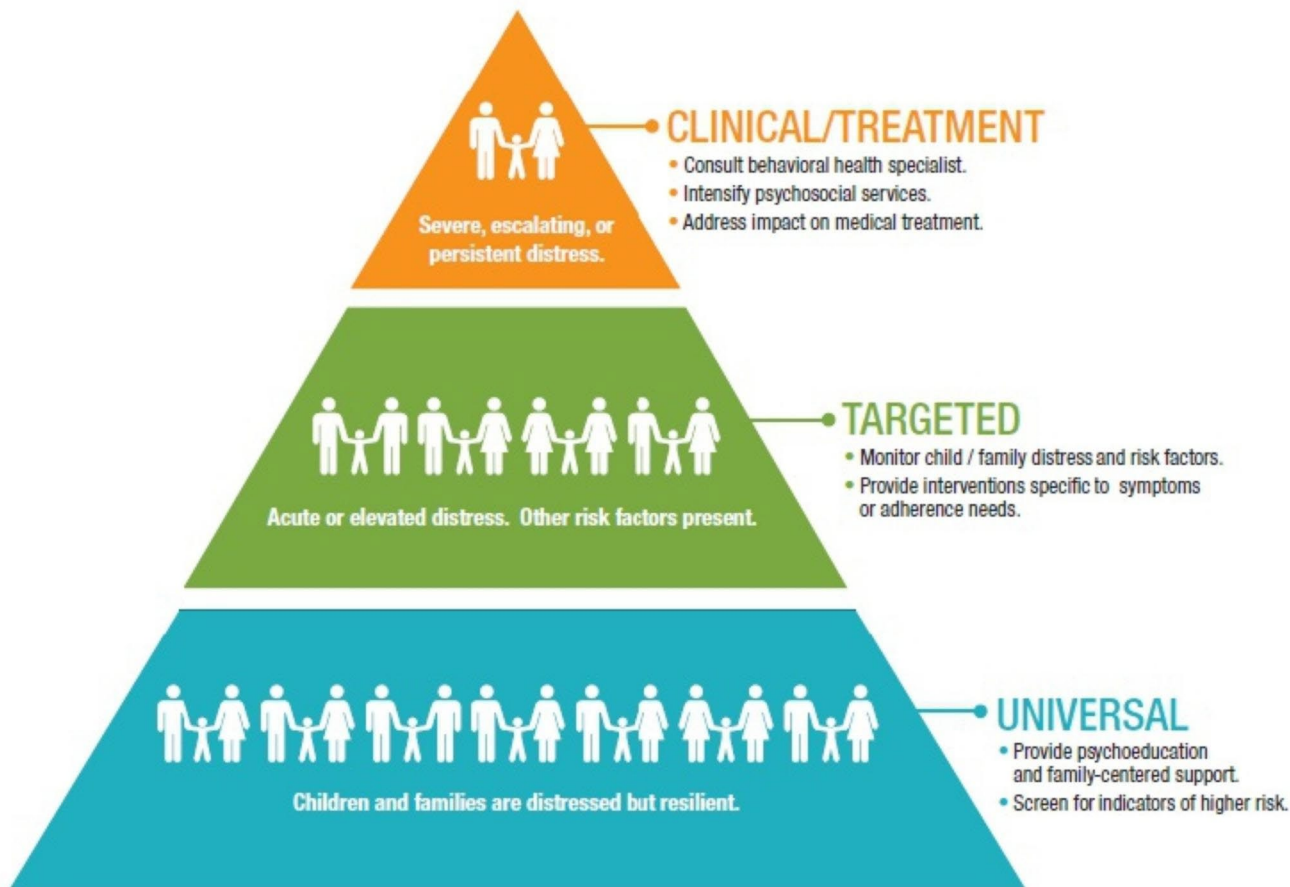 CLINICAL/TREATMENT
• Consult behavioral health specialist.
• Intensify psychosocial services.
• Address impact on medical treatment.
Severe, escalating, or
persistent distress.
TARGETED
• Monitor child / family distress and risk factors.
• Provide interventions specific to symptoms
or adherence needs.
Acute or elevated distress. Other risk factors present.
UNIVERSAL
• Provide psychoeducation
and family-centered support.
• Screen for indicators of higher risk.
Children and families are distressed but resilient.